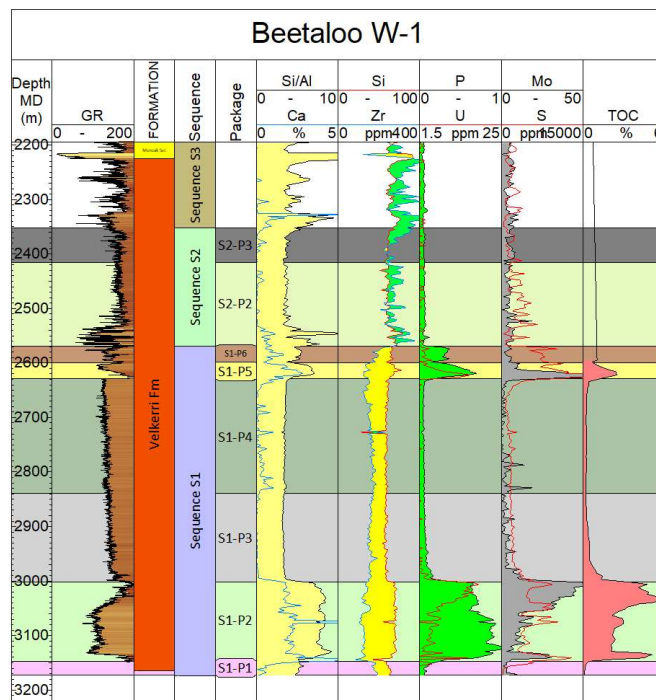 Beetaloo W-1
Depth
MD
(m)
GR
0 - 200
FORMATION
Sequence
Package
Si/Al
0 - 10
Ca
0 % 5
Si
0 - 100
Zr
0 ppm 400
P
0 - 10
U
1.5 ppm 25
Mo
0 - 50
S
0 ppm 15000
TOC
0 %
2200
2300
2400
2500
2600
2700
2800
2900
3000
3100
3200
Velkerri Fm
Sequence S3
Sequence S2
Sequence S1
S2-P3
S2-P2
S1-P6
S1-P5
S1-P4
S1-P3
S1-P2
S1-P1